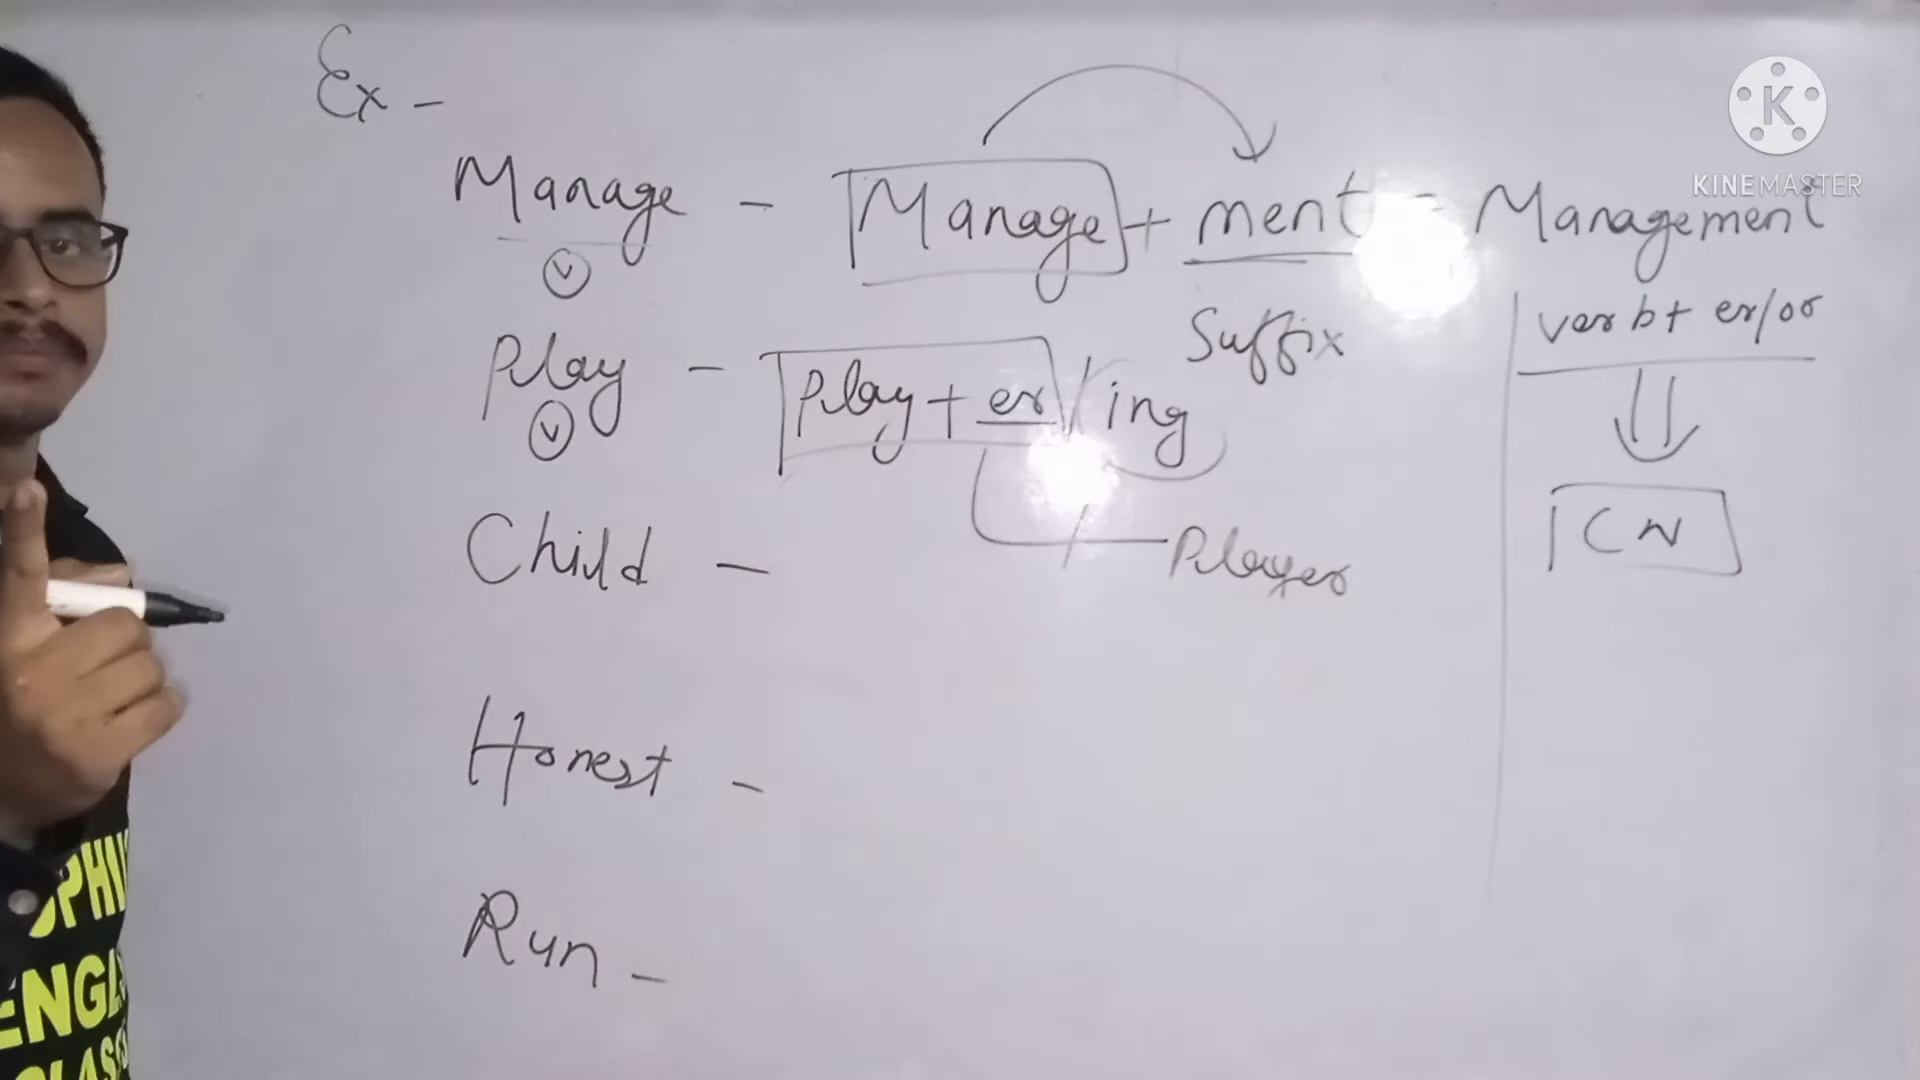 Ex -
Manage - Manage + ment = Management
V
Suffix
verb + er/or
Play - Play + er / ing
V
CN
Child -
Player
Honest -
Run -
KINEMASTER
ENGL